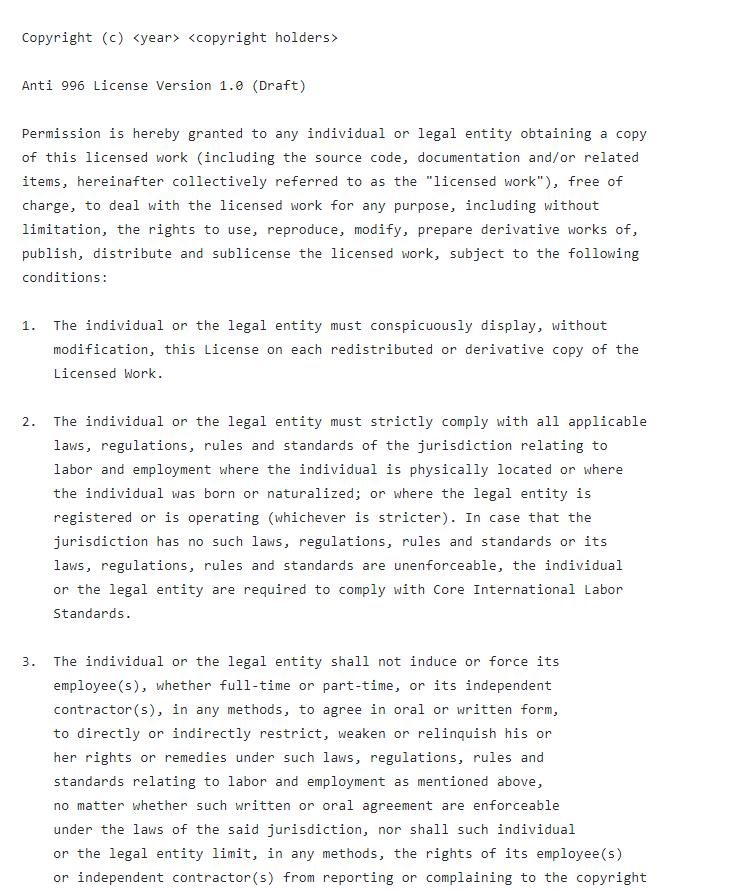 Copyright (c) <year> <copyright holders>
Anti 996 License Version 1.0 (Draft)
Permission is hereby granted to any individual or legal entity obtaining a copy
of this licensed work (including the source code, documentation and/or related
items, hereinafter collectively referred to as the "licensed work"), free of
charge, to deal with the licensed work for any purpose, including without
limitation, the rights to use, reproduce, modify, prepare derivative works of,
publish, distribute and sublicense the licensed work, subject to the following
conditions:
1. The individual or the legal entity must conspicuously display, without
modification, this License on each redistributed or derivative copy of the
Licensed Work.
2. The individual or the legal entity must strictly comply with all applicable
laws, regulations, rules and standards of the jurisdiction relating to
labor and employment where the individual is physically located or where
the individual was born or naturalized; or where the legal entity is
registered or is operating (whichever is stricter). In case that the
jurisdiction has no such laws, regulations, rules and standards or its
laws, regulations, rules and standards are unenforceable, the individual
or the legal entity are required to comply with Core International Labor
Standards.
3. The individual or the legal entity shall not induce or force its
employee(s), whether full-time or part-time, or its independent
contractor(s), in any methods, to agree in oral or written form,
to directly or indirectly restrict, weaken or relinquish his or
her rights or remedies under such laws, regulations, rules and
standards relating to labor and employment as mentioned above,
no matter whether such written or oral agreement are enforceable
under the laws of the said jurisdiction, nor shall such individual
or the legal entity limit, in any methods, the rights of its employee(s)
or independent contractor(s) from reporting or complaining to the copyright